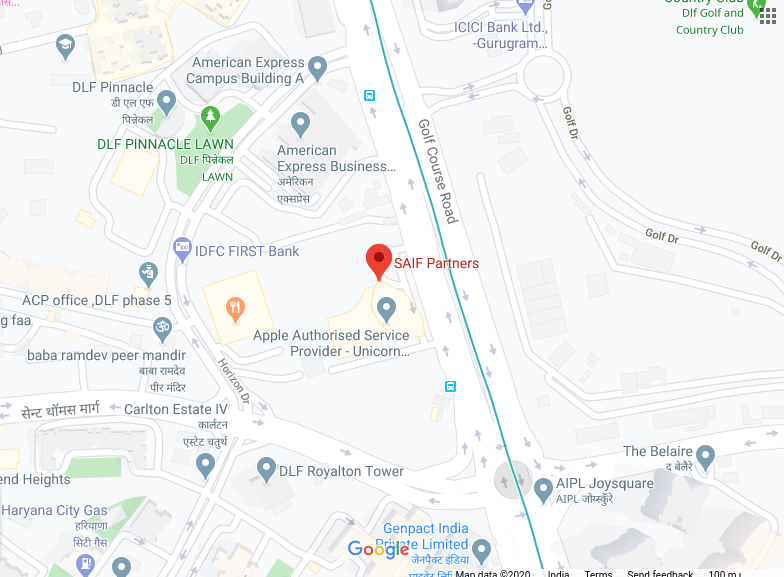 Country Club
Dlf Golf and
Country Club
ICICI Bank Ltd.,
-Gurugram...
American Express
Campus Building A
DLF Pinnacle
डी एल एफ
पिन्नेकल
DLF PINNACLE LAWN
DLF पिन्नेकल
LAWN
American
Express Business...
अमेरिकन
एक्सप्रेस
Golf Course Road
Golf Dr
Golf Dr
Golf Dr
IDFC FIRST Bank
SAIF Partners
ACP office ,DLF phase 5
g faa
Apple Authorised Service
Provider - Unicorn...
baba ramdev peer mandir
बाबा रामदेव
पीर मंदिर
Horizon Dr
सेन्ट थॉमस मार्ग
Carlton Estate IV
कार्लटन
एस्टेट चतुर्थ
DLF Royalton Tower
The Belaire
द बेलैरे
end Heights
AIPL Joysquare
AIPL जोय्स्क़ुॅरे
Haryana City Gas
हरियाणा
सिटी गैस
Genpact India
Private Limited
जेनपैक्ट इंडिया
Google
Map data ©2020 India Terms Send feedback 100 m